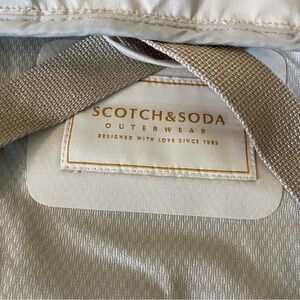 SCOTCH&SODA
OUTERWEAR
DESIGNED WITH LOVE SINCE 1985